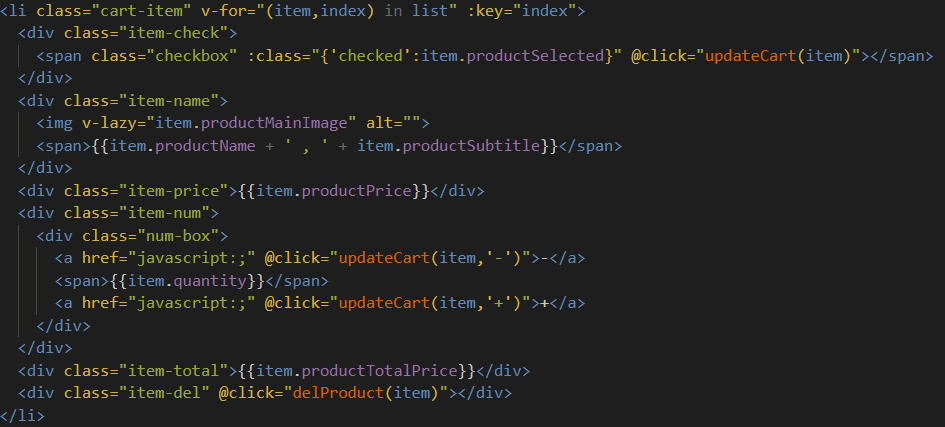 <li class="cart-item" v-for="(item,index) in list" :key="index">
<div class="item-check">
<span class="checkbox" :class="{'checked':item.productSelected}" @click="updateCart(item)"></span>
</div>
<div class="item-name">
<img v-lazy="item.productMainImage" alt="">
<span>{{item.productName + ' , ' + item.productSubtitle}}</span>
</div>
<div class="item-price">{{item.productPrice}}</div>
<div class="item-num">
<div class="num-box">
<a href="javascript:;" @click="updateCart(item,'-')">-</a>
<span>{{item.quantity}}</span>
<a href="javascript:;" @click="updateCart(item,'+')">+</a>
</div>
</div>
<div class="item-total">{{item.productTotalPrice}}</div>
<div class="item-del" @click="delProduct(item)"></div>
</li>